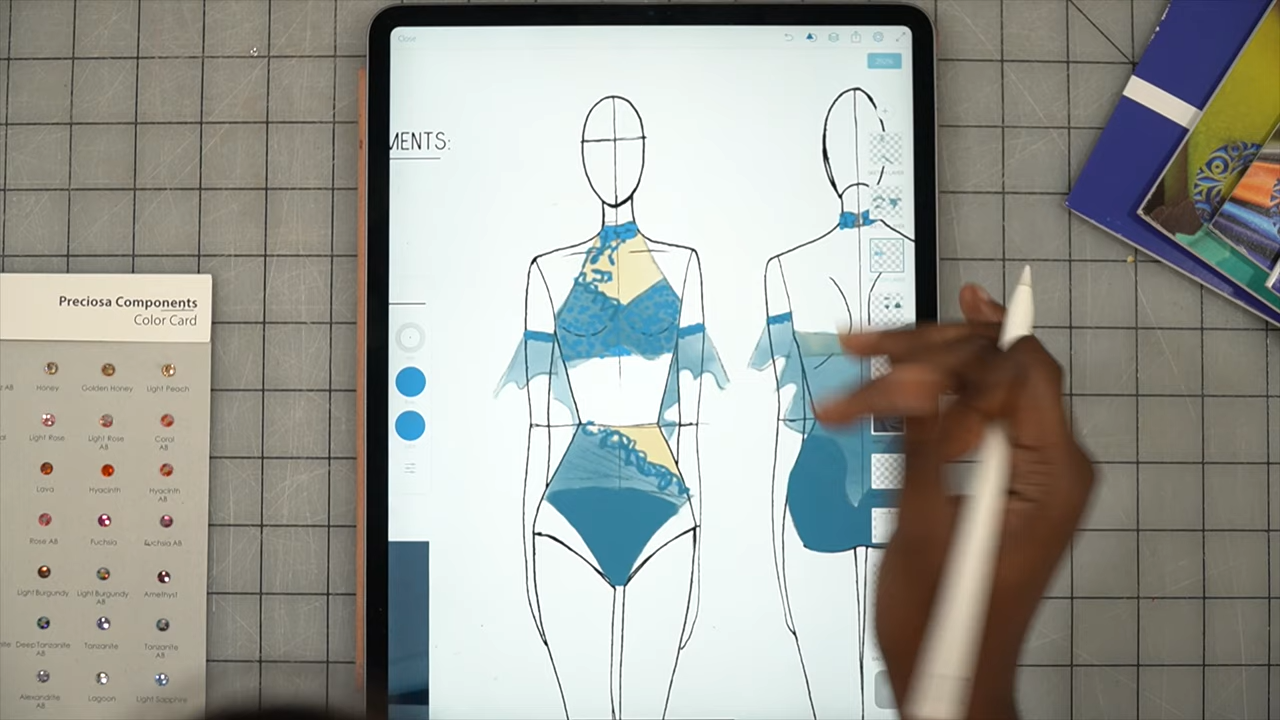 Close
MENTS:
Preciosa Components
Color Card
AB
Honey
Golden Honey
Light Peach
Light Rose
Light Rose
AB
Coral
AB
Lava
Hyacinth
Hyacinth
AB
Rose AB
Fuchsia
Fuchsia AB
Light Burgundy
Light Burgundy
AB
Amethyst
Deep Tanzanite
AB
Tanzanite
Tanzanite
AB
Alexandrite
AB
Lagoon
Light Sapphire